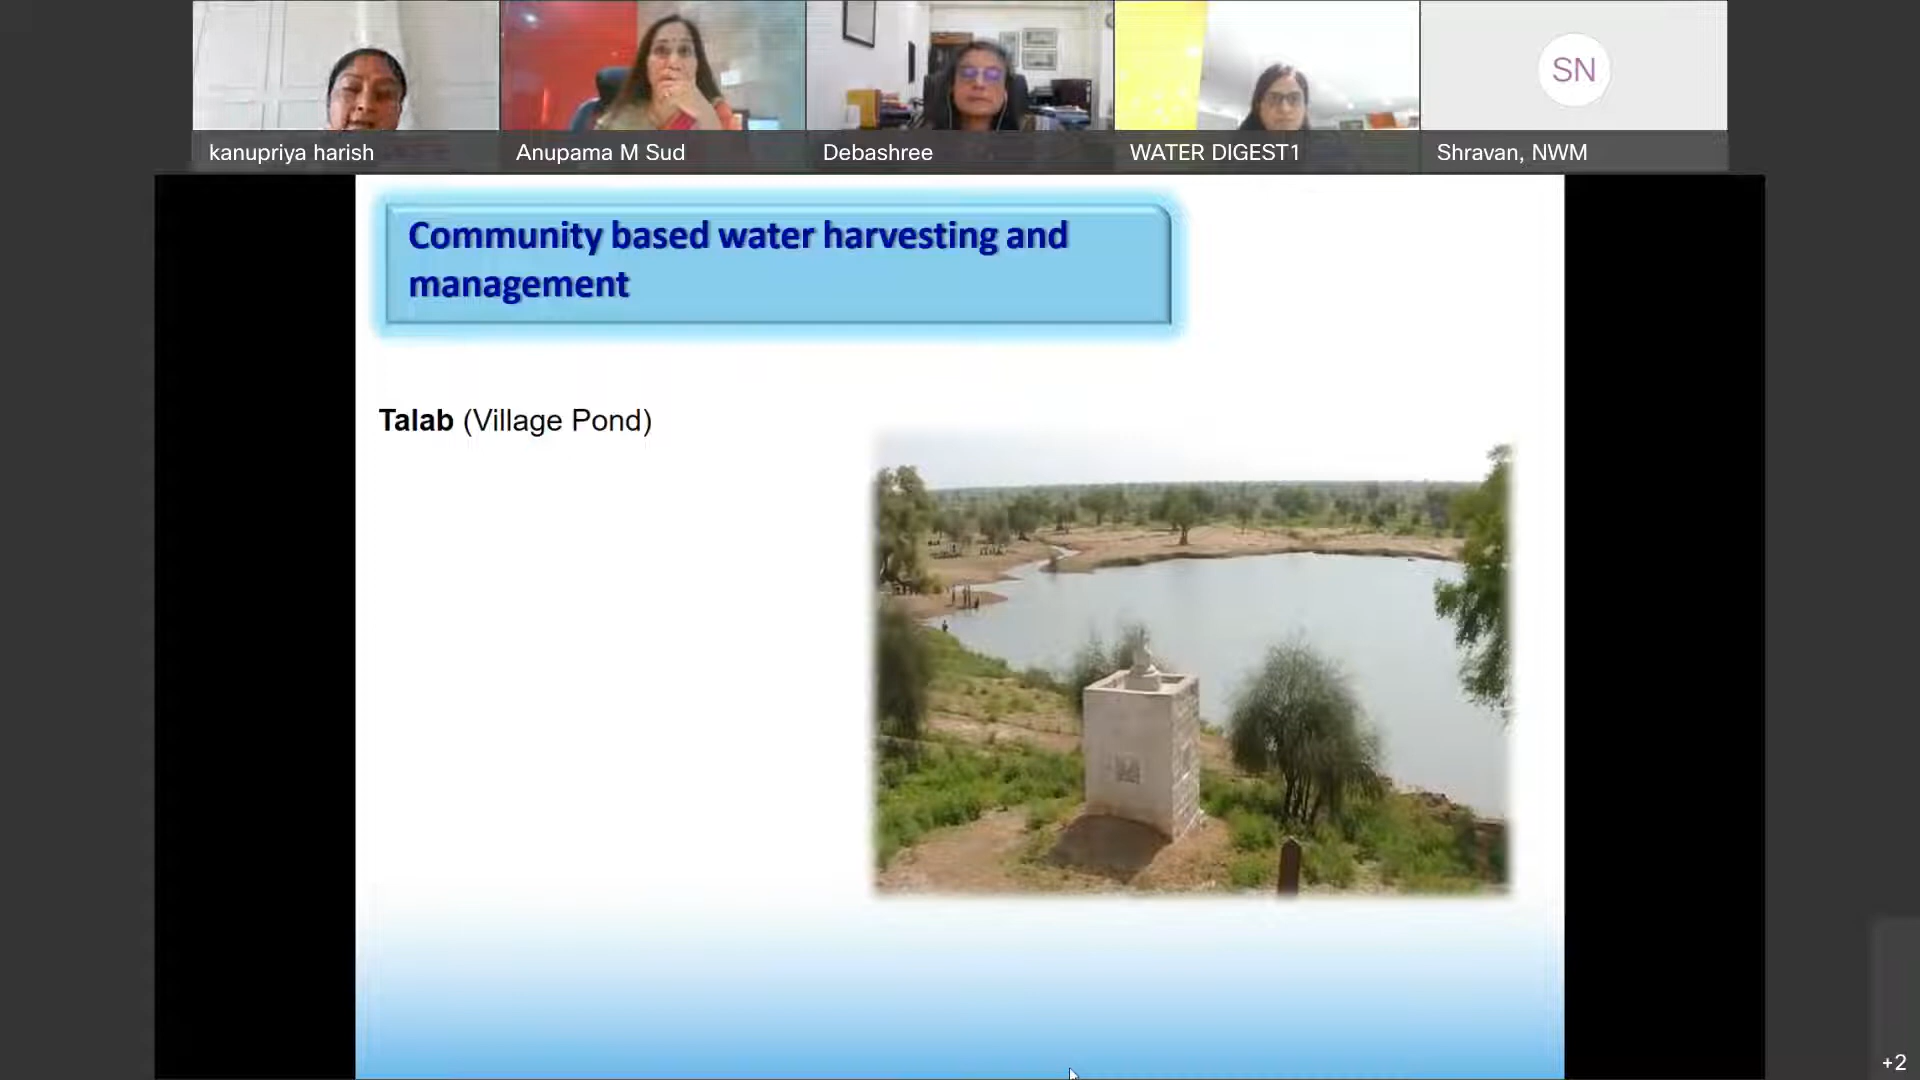 kanupriya harish
Anupama M Sud
Debashree
WATER DIGEST1
SN
Shravan, NWM
Community based water harvesting and
management
Talab (Village Pond)
+2